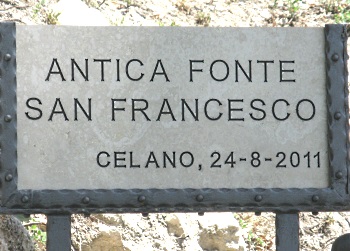 ANTICA FONTE
SAN FRANCESCO
CELANO, 24-8-2011